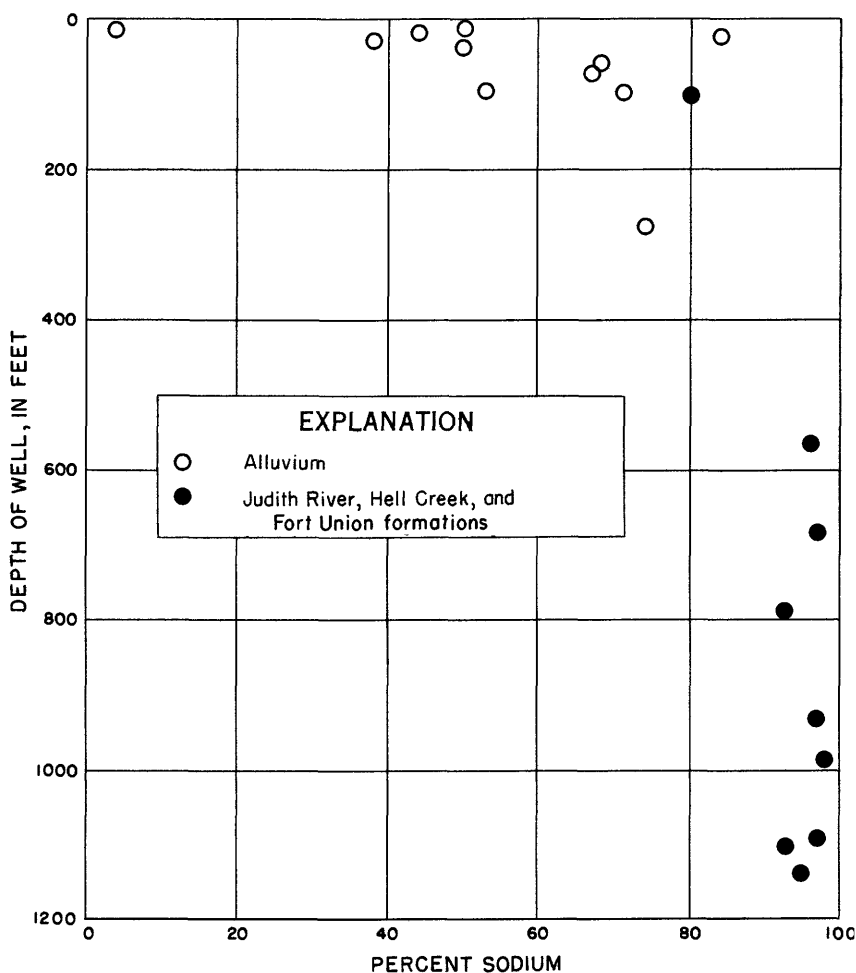 0
200
400
600
800
1000
1200
DEPTH OF WELL, IN FEET
EXPLANATION
Alluvium
Judith River, Hell Creek, and
Fort Union formations
0 20 40 60 80 100
PERCENT SODIUM